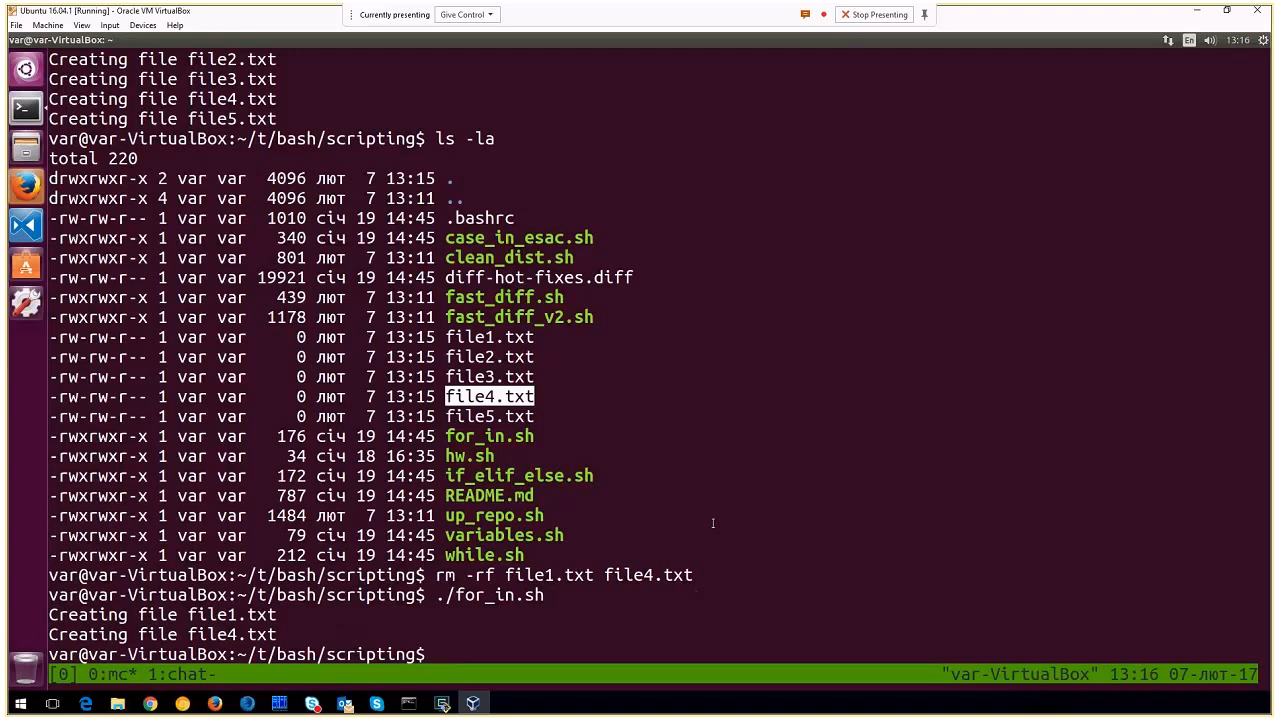 Ubuntu 16.04.1 [Running] - Oracle VM VirtualBox
Currently presenting Give Control Stop Presenting
File Machine View Input Devices Help
var@var-VirtualBox: ~ En 13:16
Creating file file2.txt
Creating file file3.txt
Creating file file4.txt
Creating file file5.txt
var@var-VirtualBox:~/t/bash/scripting$ ls -la
total 220
drwxrwxr-x 2 var var 4096 лют 7 13:15 .
drwxrwxr-x 4 var var 4096 лют 7 13:11 ..
-rw-rw-r-- 1 var var 1010 січ 19 14:45 .bashrc
-rwxrwxr-x 1 var var 340 січ 19 14:45 case_in_esac.sh
-rwxrwxr-x 1 var var 801 січ 19 14:45 clean_dist.sh
-rw-rw-r-- 1 var var 19921 січ 19 14:45 diff-hot-fixes.diff
-rwxrwxr-x 1 var var 439 лют 7 13:11 fast_diff.sh
-rwxrwxr-x 1 var var 1178 лют 7 13:11 fast_diff_v2.sh
-rw-rw-r-- 1 var var 0 лют 7 13:15 file1.txt
-rw-rw-r-- 1 var var 0 лют 7 13:15 file2.txt
-rw-rw-r-- 1 var var 0 лют 7 13:15 file3.txt
-rw-rw-r-- 1 var var 0 лют 7 13:15 file4.txt
-rw-rw-r-- 1 var var 0 лют 7 13:15 file5.txt
-rwxrwxr-x 1 var var 176 січ 19 14:45 for_in.sh
-rwxrwxr-x 1 var var 34 січ 18 16:35 hw.sh
-rwxrwxr-x 1 var var 172 січ 19 14:45 if_elif_else.sh
-rwxrwxr-x 1 var var 787 січ 19 14:45 README.md
-rwxrwxr-x 1 var var 1484 лют 7 13:11 up_repo.sh
-rwxrwxr-x 1 var var 79 січ 19 14:45 variables.sh
-rwxrwxr-x 1 var var 212 січ 19 14:45 while.sh
var@var-VirtualBox:~/t/bash/scripting$ rm -rf file1.txt file4.txt
var@var-VirtualBox:~/t/bash/scripting$ ./for_in.sh
Creating file file1.txt
Creating file file4.txt
var@var-VirtualBox:~/t/bash/scripting$
[0] 0:mc* 1:chat- "var-VirtualBox" 13:16 07-лют-17